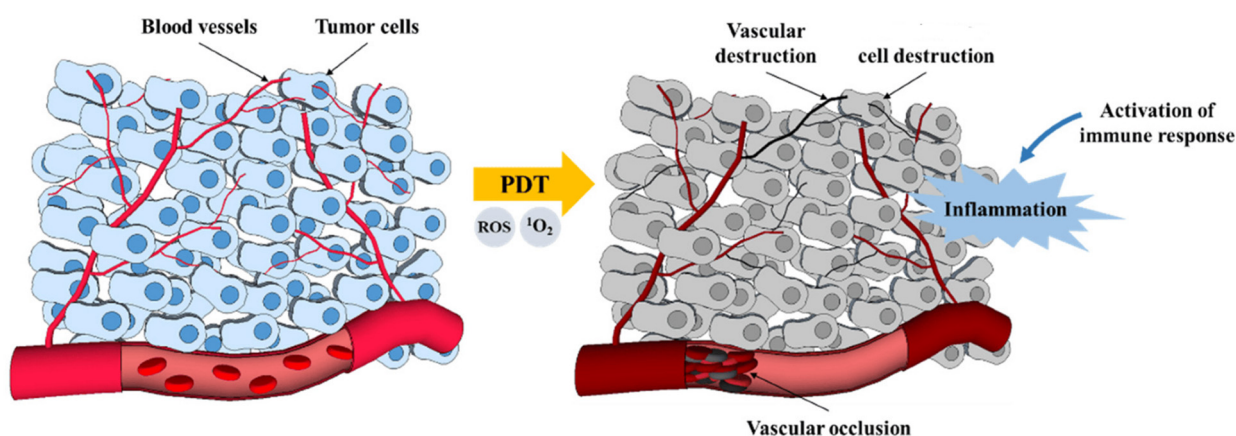 Blood vessels
Tumor cells
PDT
ROS
¹O₂
Vascular
destruction
cell destruction
Activation of
immune response
Inflammation
Vascular occlusion